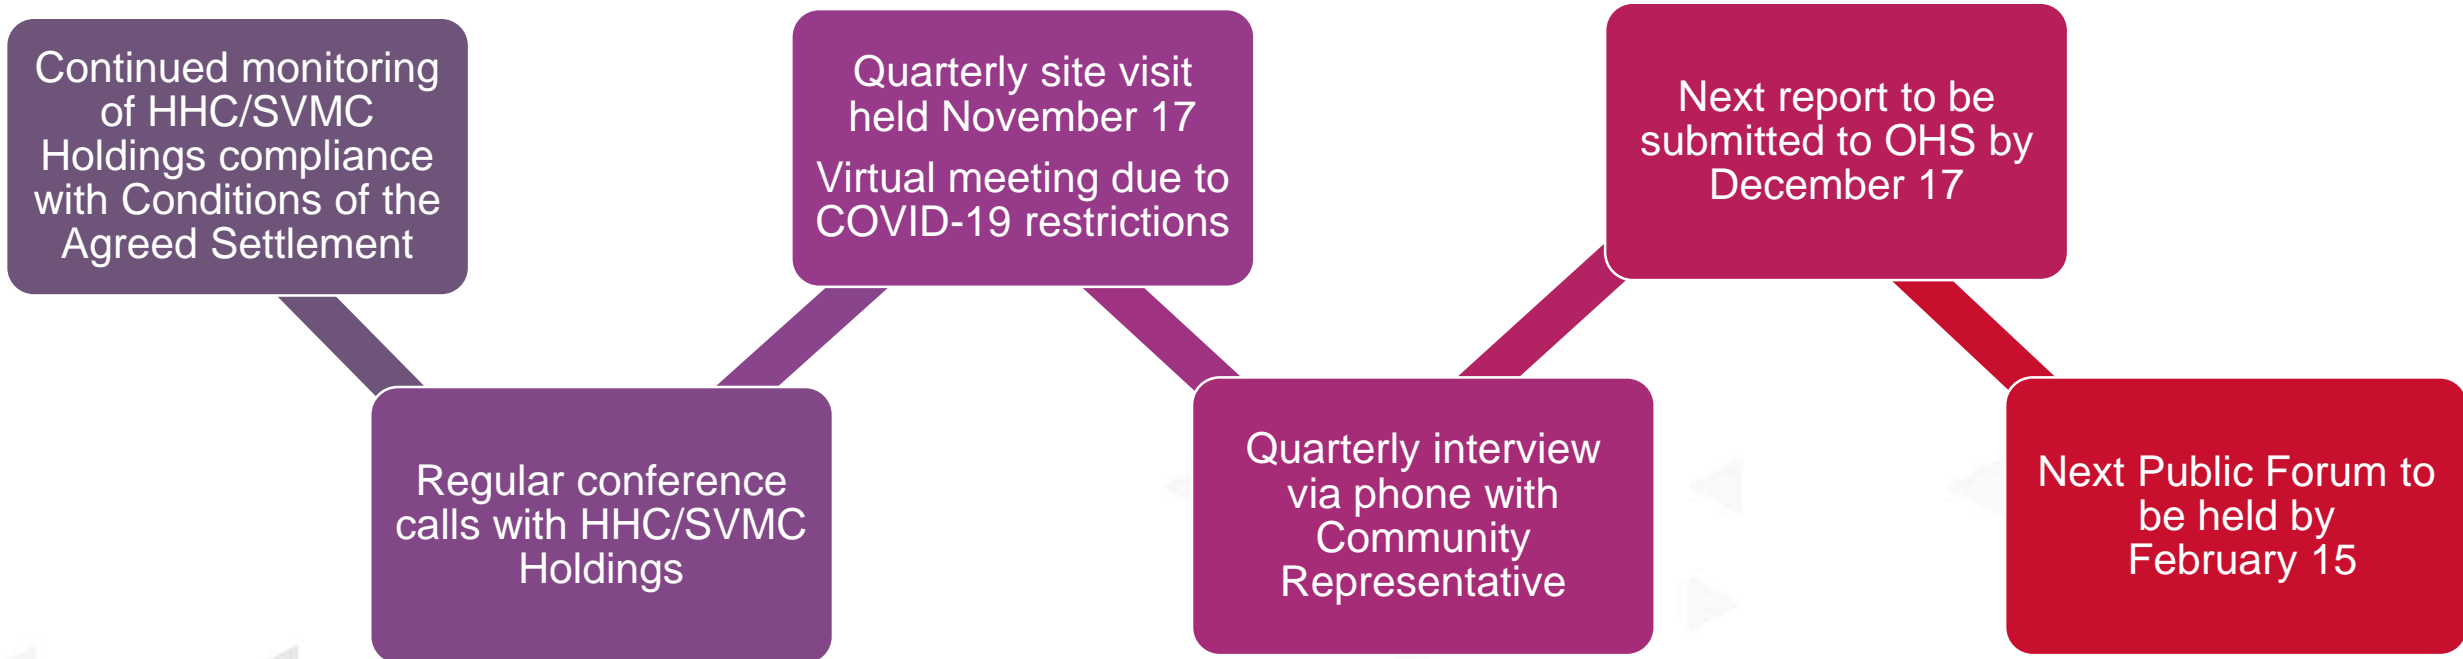 Continued monitoring
of HHC/SVMC
Holdings compliance
with Conditions of the
Agreed Settlement
Regular conference
calls with HHC/SVMC
Holdings
Quarterly site visit
held November 17
Virtual meeting due to
COVID-19 restrictions
Quarterly interview
via phone with
Community
Representative
Next report to be
submitted to OHS by
December 17
Next Public Forum to
be held by
February 15